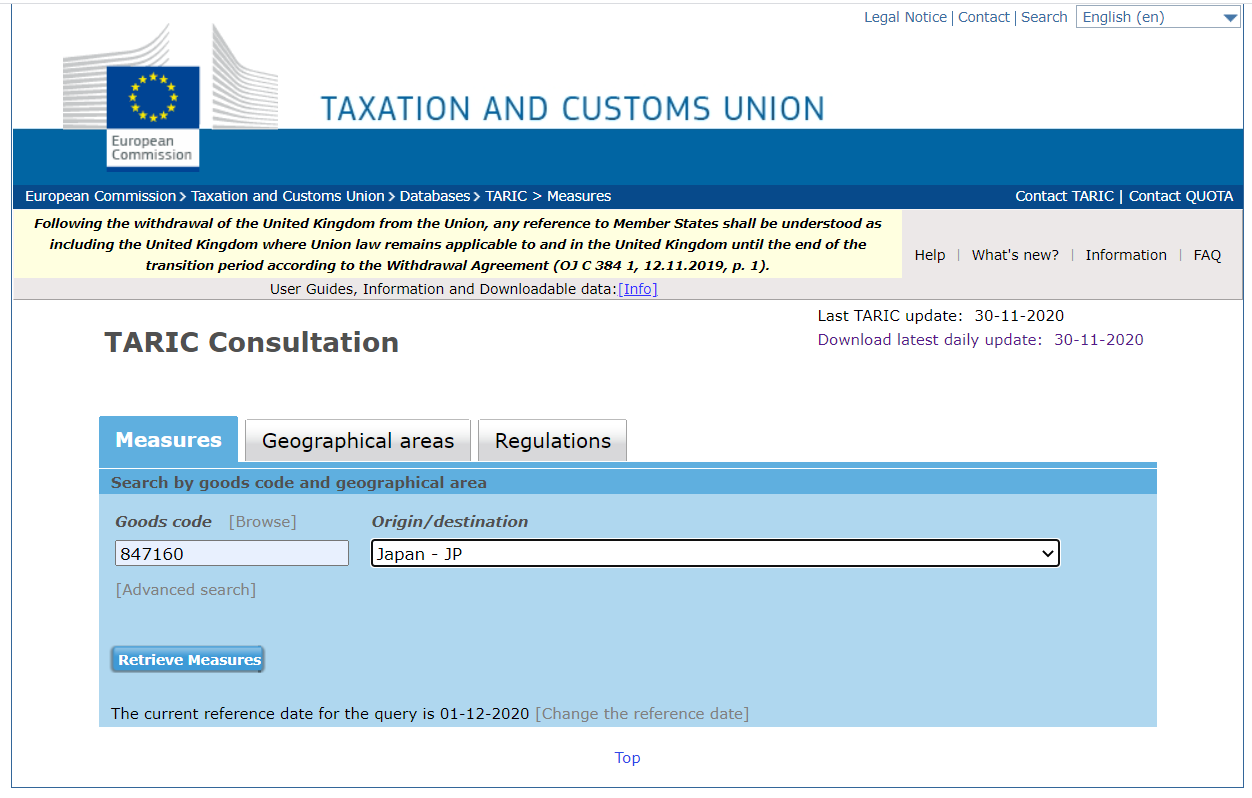 Legal Notice | Contact | Search English (en)
TAXATION AND CUSTOMS UNION
European
Commission
European Commission > Taxation and Customs Union > Databases > TARIC > Measures Contact TARIC | Contact QUOTA
Following the withdrawal of the United Kingdom from the Union, any reference to Member States shall be understood as
including the United Kingdom where Union law remains applicable to and in the United Kingdom until the end of the
transition period according to the Withdrawal Agreement (OJ C 384 1, 12.11.2019, p. 1).
Help | What's new? | Information | FAQ
User Guides, Information and Downloadable data:[Info]
Last TARIC update: 30-11-2020
TARIC Consultation
Download latest daily update: 30-11-2020
Measures Geographical areas Regulations
Search by goods code and geographical area
Goods code [Browse] Origin/destination
847160 Japan - JP
[Advanced search]
Retrieve Measures
The current reference date for the query is 01-12-2020 [Change the reference date]
Top